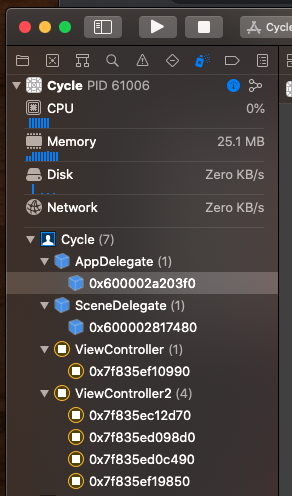 Cycle
Cycle PID 61006
CPU 0%
Memory 25.1 MB
Disk Zero KB/s
Network Zero KB/s
Cycle (7)
AppDelegate (1)
0x600002a203f0
SceneDelegate (1)
0x600002817480
ViewController (1)
0x7f835ef10990
ViewController2 (4)
0x7f835ec12d70
0x7f835ed098d0
0x7f835ed0c490
0x7f835ef19850